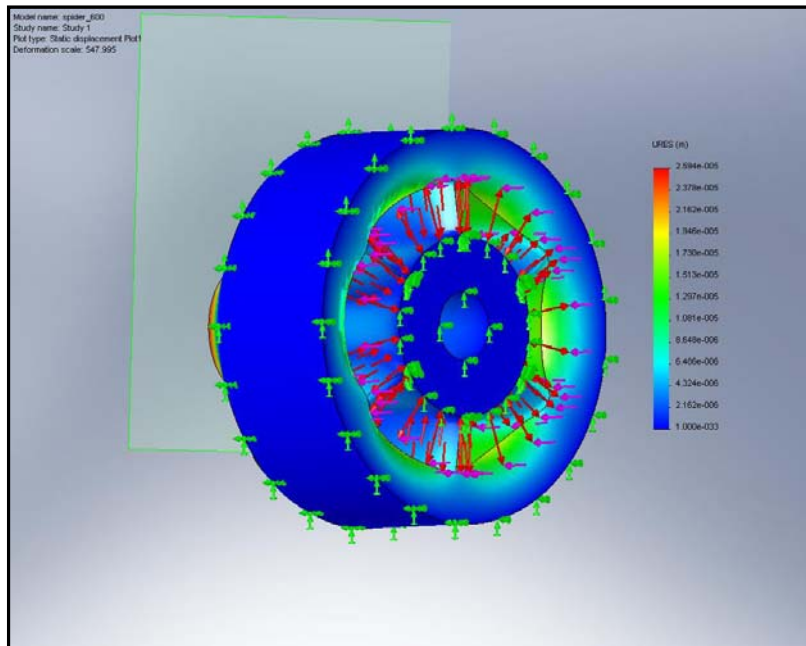 Model name: spider_600
Study name: Study 1
Plot type: Static displacement Plot1
Deformation scale: 547.995
URES (m)
2.594e-005
2.378e-005
2.162e-005
1.946e-005
1.730e-005
1.513e-005
1.297e-005
1.081e-005
8.648e-006
6.486e-006
4.324e-006
2.162e-006
1.000e-033